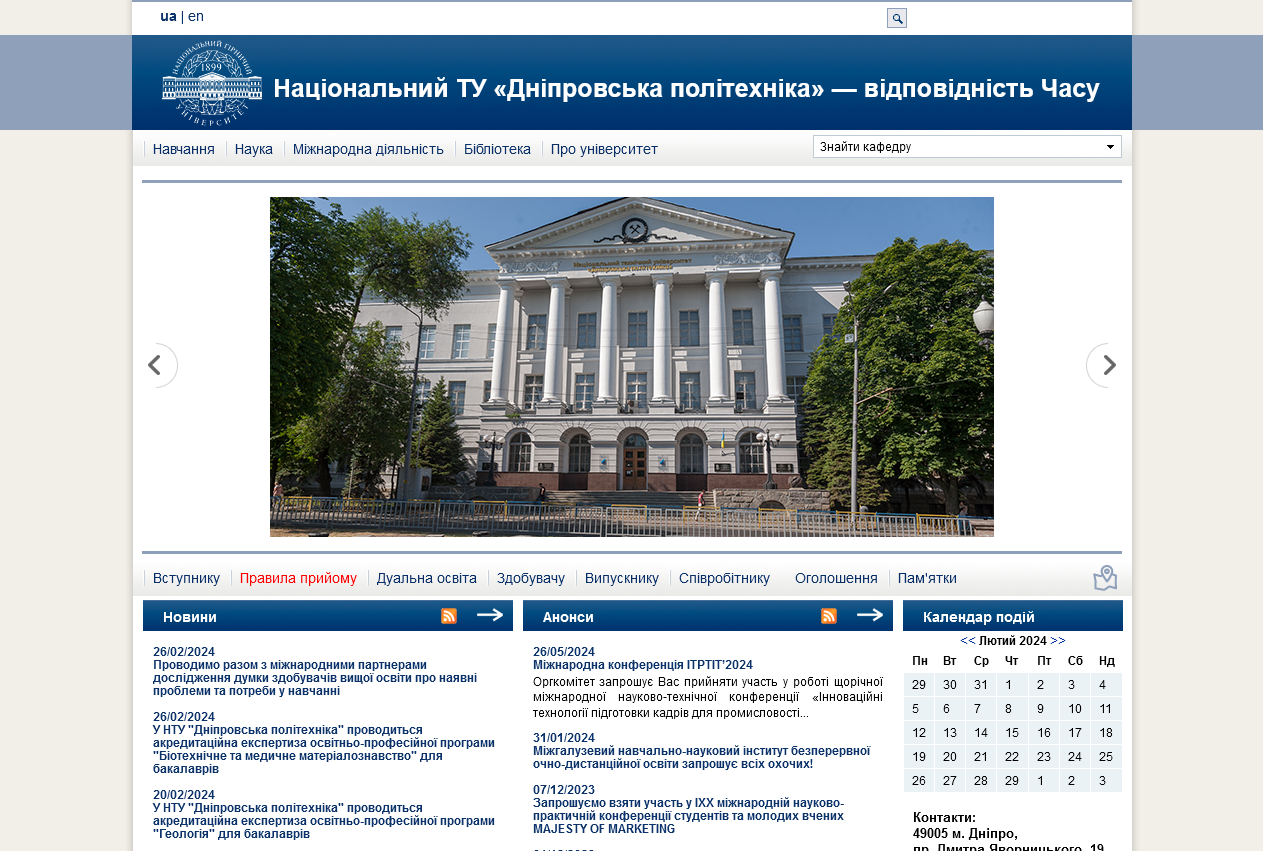 ua | en
НАЦІОНАЛЬНИЙ ГІРНИЧИЙ
1899
УНІВЕРСИТЕТ
Національний ТУ «Дніпровська політехніка» — відповідність Часу
Навчання Наука Міжнародна діяльність Бібліотека Про університет Знайти кафедру
Національний технічний університет
Вступнику Правила прийому Дуальна освіта Здобувачу Випускнику Співробітнику Оголошення Пам'ятки
Новини
26/02/2024
Проводимо разом з міжнародними партнерами
дослідження думки здобувачів вищої освіти про наявні
проблеми та потреби у навчанні
26/02/2024
У НТУ "Дніпровська політехніка" проводиться
акредитаційна експертиза освітньо-професійної програми
"Біотехнічне та медичне матеріалознавство" для
бакалаврів
20/02/2024
У НТУ "Дніпровська політехніка" проводиться
акредитаційна експертиза освітньо-професійної програми
"Геологія" для бакалаврів
Анонси
26/05/2024
Міжнародна конференція ITPTIT'2024
Оргкомітет запрошує Вас прийняти участь у роботі щорічної
міжнародної науково-технічної конференції «Інноваційні
технології підготовки кадрів для промисловості...
31/01/2024
Міжгалузевий навчально-науковий інститут безперервної
очно-дистанційної освіти запрошує всіх охочих!
07/12/2023
Запрошуємо взяти участь у IXX міжнародній науково-
практичній конференції студентів та молодих вчених
MAJESTY OF MARKETING
Календар подій
<< Лютий 2024 >>
Пн Вт Ср Чт Пт Сб Нд
29 30 31 1 2 3 4
5 6 7 8 9 10 11
12 13 14 15 16 17 18
19 20 21 22 23 24 25
26 27 28 29 1 2 3
Контакти:
49005 м. Дніпро,
пр. Дмитра Яворницького, 19